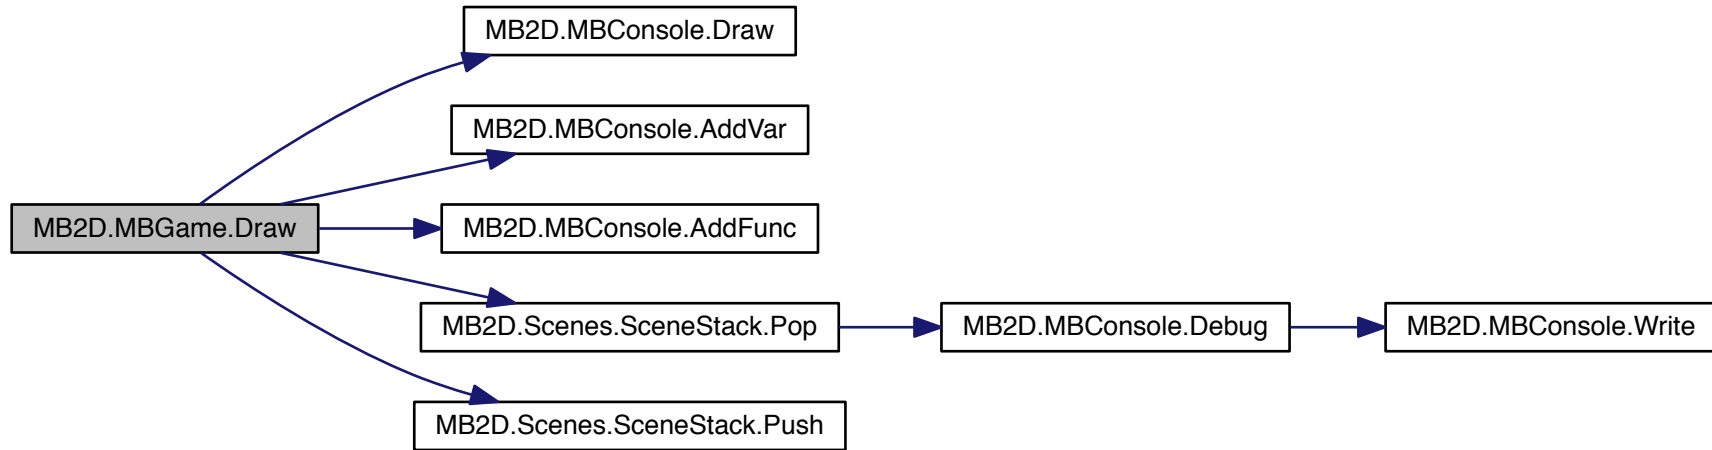 MB2D.MBConsole.Draw
MB2D.MBConsole.AddVar
MB2D.MBGame.Draw
MB2D.MBConsole.AddFunc
MB2D.Scenes.SceneStack.Pop
MB2D.MBConsole.Debug
MB2D.MBConsole.Write
MB2D.Scenes.SceneStack.Push